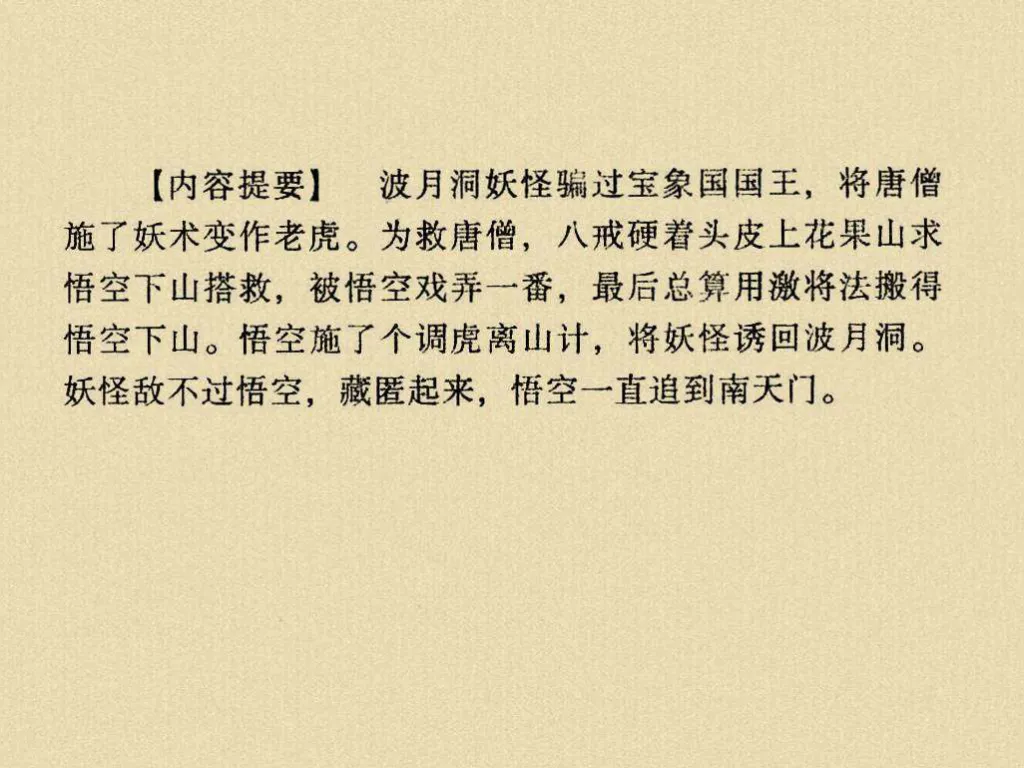 【内容提要】 波月洞妖怪骗过宝象国国王，将唐僧
施了妖术变作老虎。为救唐僧，八戒硬着头皮上花果山求
悟空下山搭救，被悟空戏弄一番，最后总算用激将法搬得
悟空下山。悟空施了个调虎离山计，将妖怪诱回波月洞。
妖怪敌不过悟空，藏匿起来，悟空一直追到南天门。